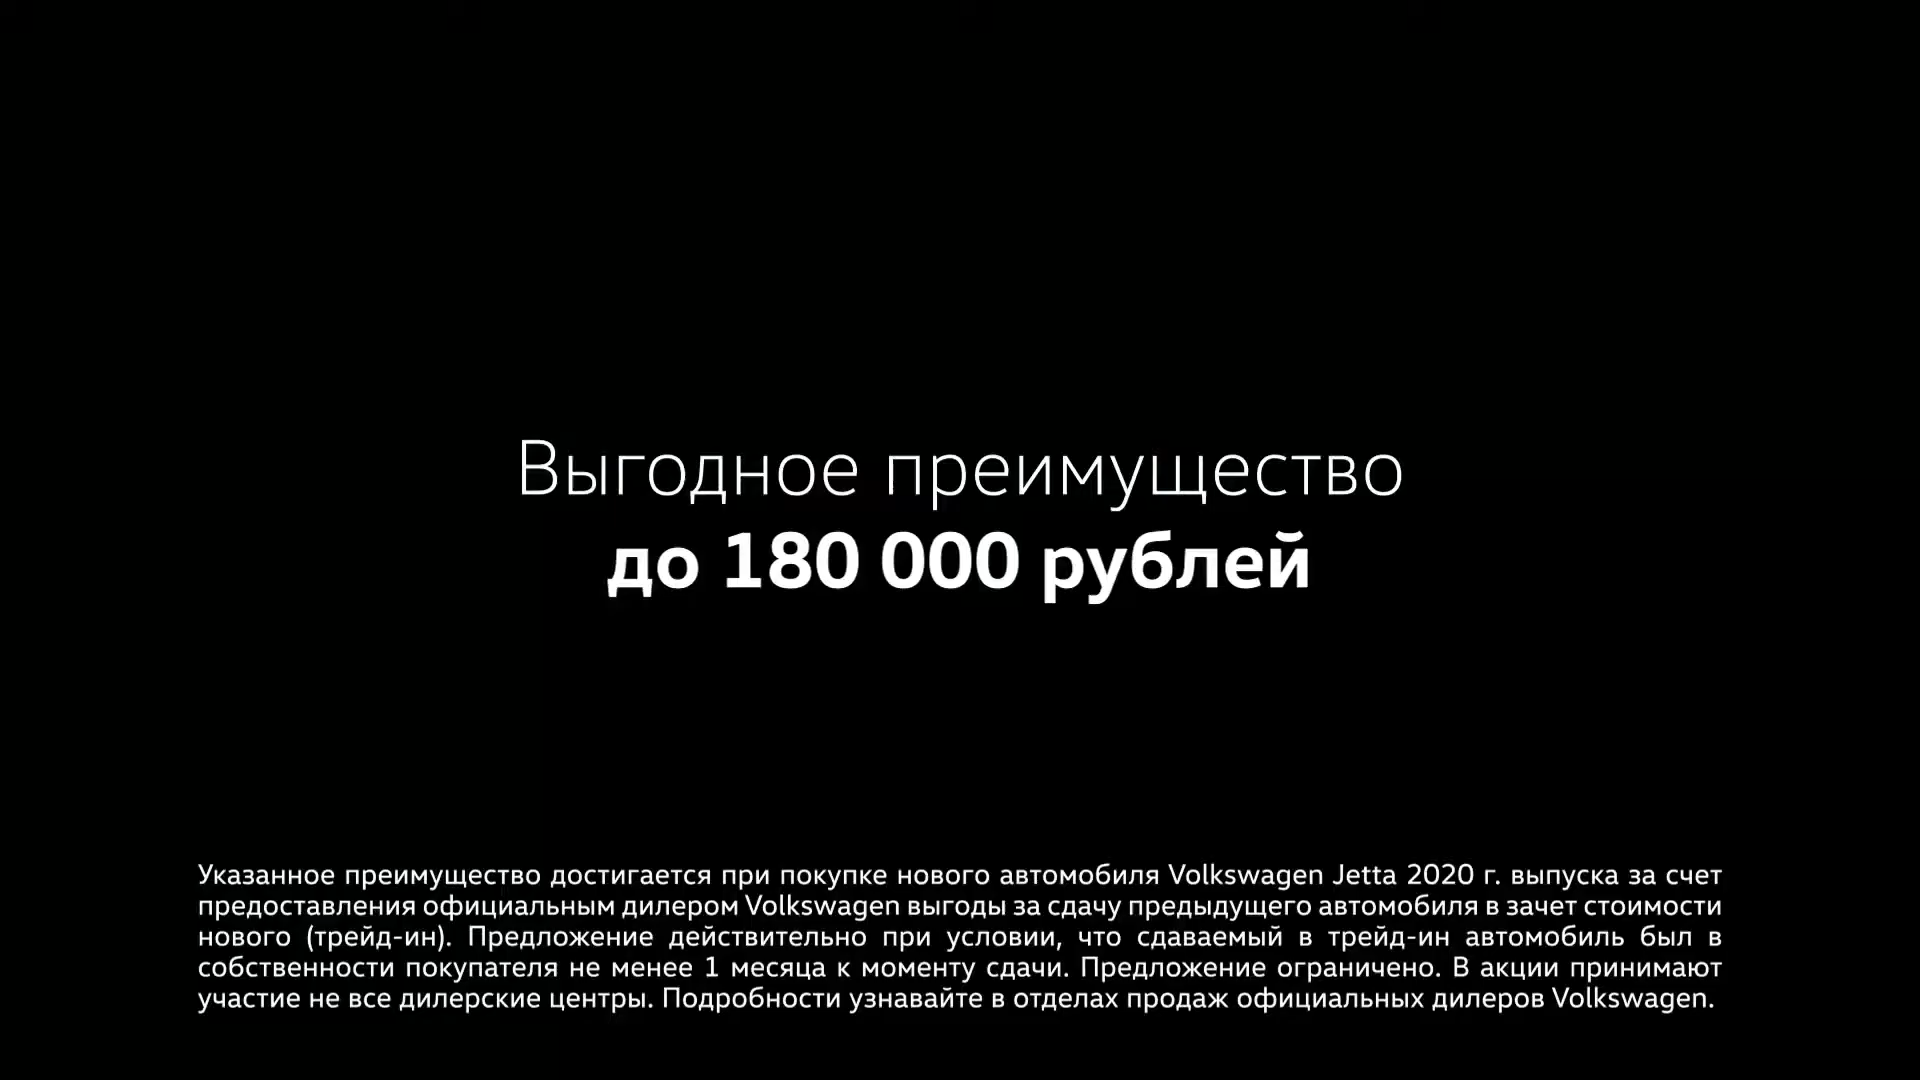 Выгодное преимущество
до 180 000 рублей
Указанное преимущество достигается при покупке нового автомобиля Volkswagen Jetta 2020 г. выпуска за счет
предоставления официальным дилером Volkswagen выгоды за сдачу предыдущего автомобиля в зачет стоимости
нового (трейд-ин). Предложение действительно при условии, что сдаваемый в трейд-ин автомобиль был в
собственности покупателя не менее 1 месяца к моменту сдачи. Предложение ограничено. В акции принимают
участие не все дилерские центры. Подробности узнавайте в отделах продаж официальных дилеров Volkswagen.